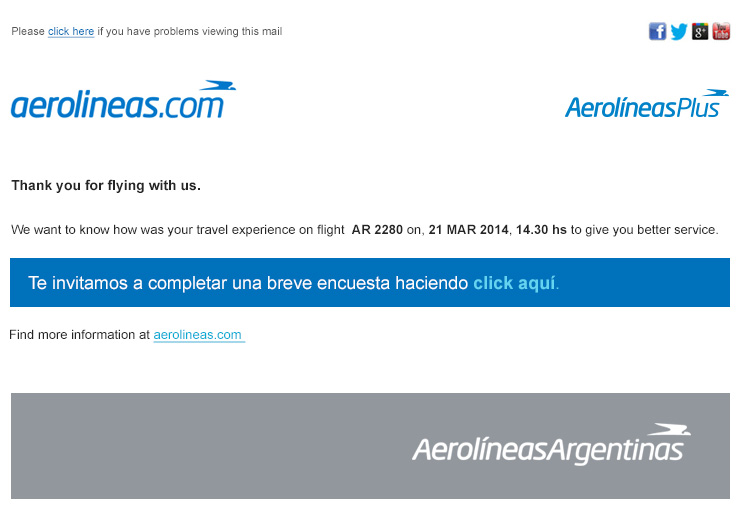 Please click here if you have problems viewing this mail
aerolineas.com
AerolíneasPlus
Thank you for flying with us.
We want to know how was your travel experience on flight AR 2280 on, 21 MAR 2014, 14.30 hs to give you better service.
Te invitamos a completar una breve encuesta haciendo click aquí.
Find more information at aerolineas.com
AerolíneasArgentinas